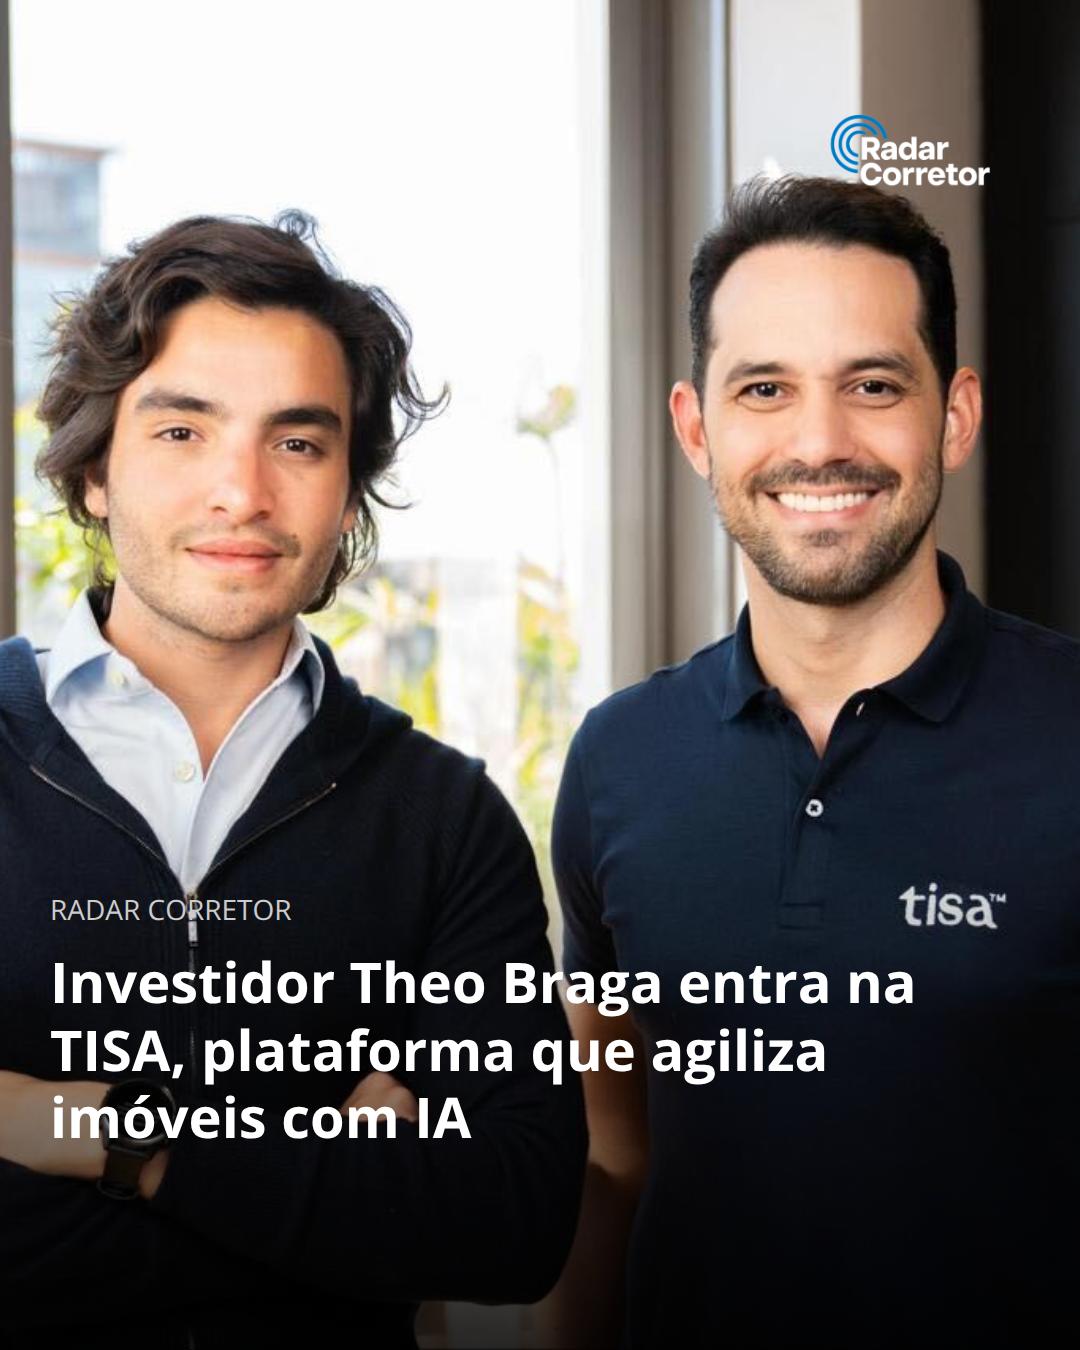 Radar
Corretor
tisa™
RADAR CORRETOR
Investidor Theo Braga entra na
TISA, plataforma que agiliza
imóveis com IA